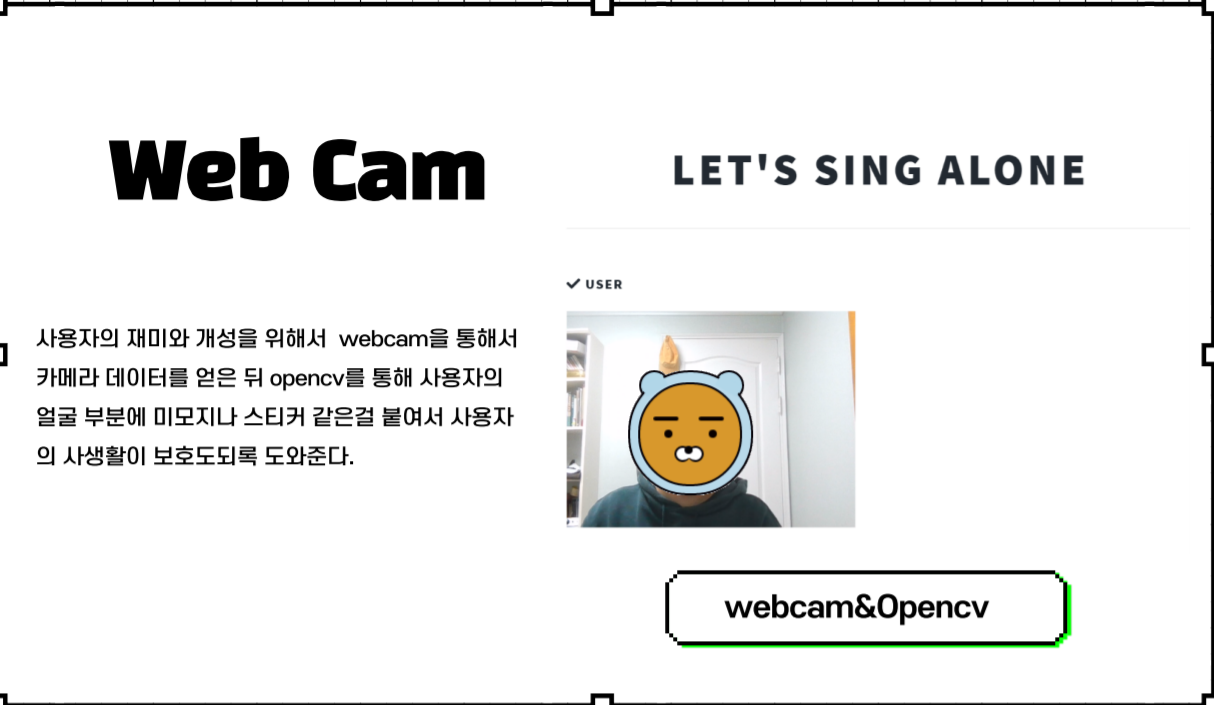 Web Cam
사용자의 재미와 개성을 위해서 webcam을 통해서
카메라 데이터를 얻은 뒤 opencv를 통해 사용자의
얼굴 부분에 미모지나 스티커 같은걸 붙여서 사용자
의 사생활이 보호도되록 도와준다.
LET'S SING ALONE
USER
webcam&Opencv